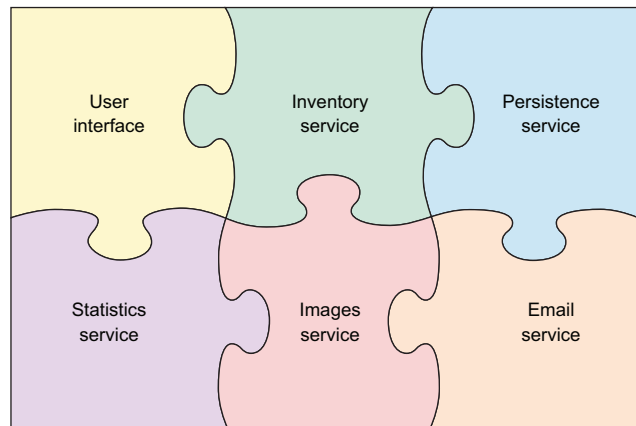 User
interface
Inventory
service
Persistence
service
Statistics
service
Images
service
Email
service